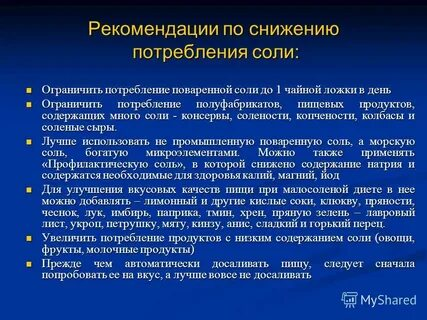 Рекомендации по снижению
потребления соли:
Ограничить потребление поваренной соли до 1 чайной ложки в день
Ограничить потребление полуфабрикатов, пищевых продуктов,
содержащих много соли - консервы, солености, копчености, колбасы и
соленые сыры.
Лучше использовать не промышленную поваренную соль, а морскую
соль, богатую микроэлементами. Можно также применять
«Профилактическую соль», в которой снижено содержание натрия и
содержатся необходимые для здоровья калий, магний, йод
Для улучшения вкусовых качеств пищи при малосоленой диете в нее
можно добавлять – лимонный и другие кислые соки, клюкву, пряности,
чеснок, лук, имбирь, паприка, тмин, хрен, пряную зелень – лавровый
лист, укроп, петрушку, мяту, кинзу, анис, сладкий и горький перец.
Увеличить потребление продуктов с низким содержанием соли (овощи,
фрукты, молочные продукты)
Прежде чем автоматически досаливать пищу, следует сначала
попробовать ее на вкус, а лучше вовсе не досаливать
MyShared